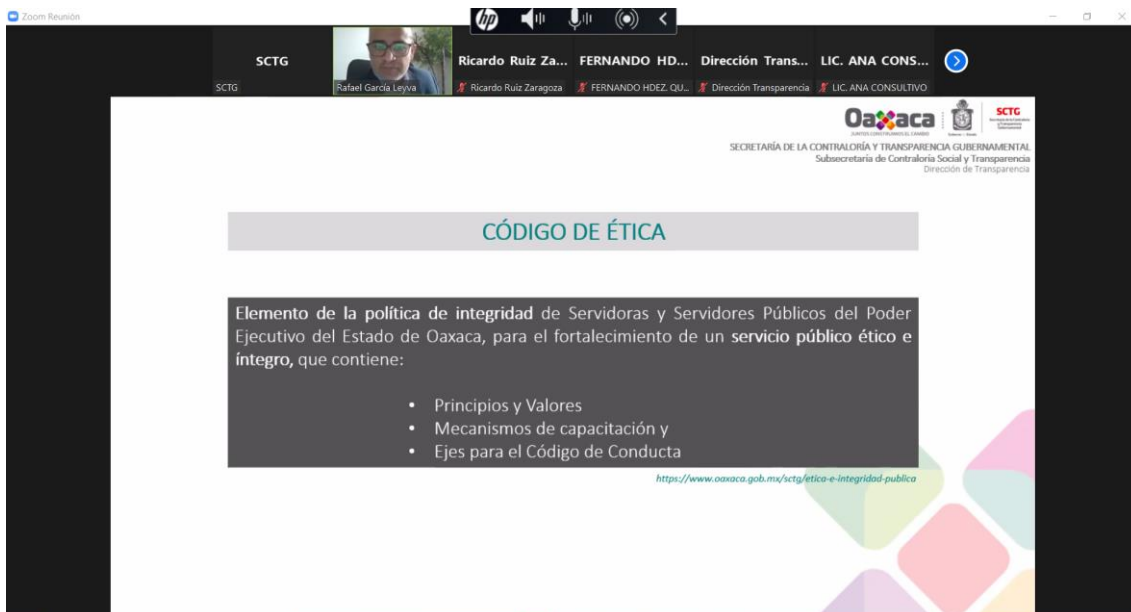 Zoom Reunión
hp
SCTG
Ricardo Ruiz Za...
FERNANDO HD...
Dirección Trans...
LIC. ANA CONS...
SCTG
Rafael García Leyva
Ricardo Ruiz Zaragoza
FERNANDO HDEZ. QU...
Dirección Transparencia
LIC. ANA CONSULTIVO
Oaxaca
JUNTOS CONSTRUIMOS EL CAMBIO
SCTG
SECRETARÍA DE LA CONTRALORÍA Y TRANSPARENCIA GUBERNAMENTAL
Subsecretaría de Contraloría Social y Transparencia
Dirección de Transparencia
CÓDIGO DE ÉTICA
Elemento de la política de integridad de Servidoras y Servidores Públicos del Poder
Ejecutivo del Estado de Oaxaca, para el fortalecimiento de un servicio público ético e
íntegro, que contiene:
• Principios y Valores
• Mecanismos de capacitación y
• Ejes para el Código de Conducta
https://www.oaxaca.gob.mx/sctg/etica-e-integridad-publica